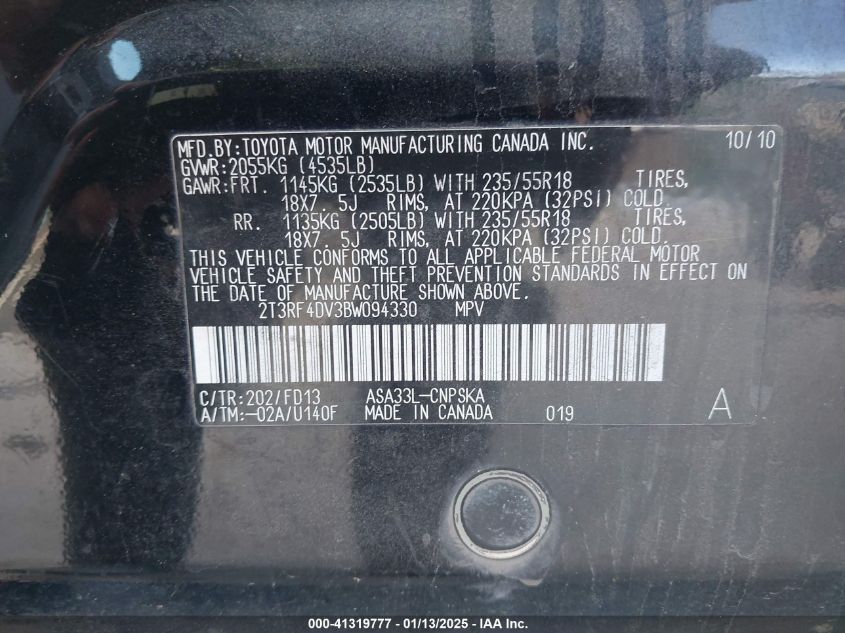 MFD.BY:TOYOTA MOTOR MANUFACTURING CANADA INC. 10/10
GVWR:2055KG (4535LB)
GAWR:FRT. 1145KG (2535LB) WITH 235/55R18 TIRES,
18X7.5J RIMS, AT 220KPA (32PSI) COLD.
RR. 1135KG (2505LB) WITH 235/55R18 TIRES,
18X7.5J RIMS, AT 220KPA (32PSI) COLD.
THIS VEHICLE CONFORMS TO ALL APPLICABLE FEDERAL MOTOR
VEHICLE SAFETY AND THEFT PREVENTION STANDARDS IN EFFECT ON
THE DATE OF MANUFACTURE SHOWN ABOVE.
2T3RF4DV3BW094330 MPV
C/TR:202/FD13 ASA33L-CNPSKA
A/TM:-02A/U140F MADE IN CANADA 019 A
000-41319777 - 01/13/2025 - IAA Inc.